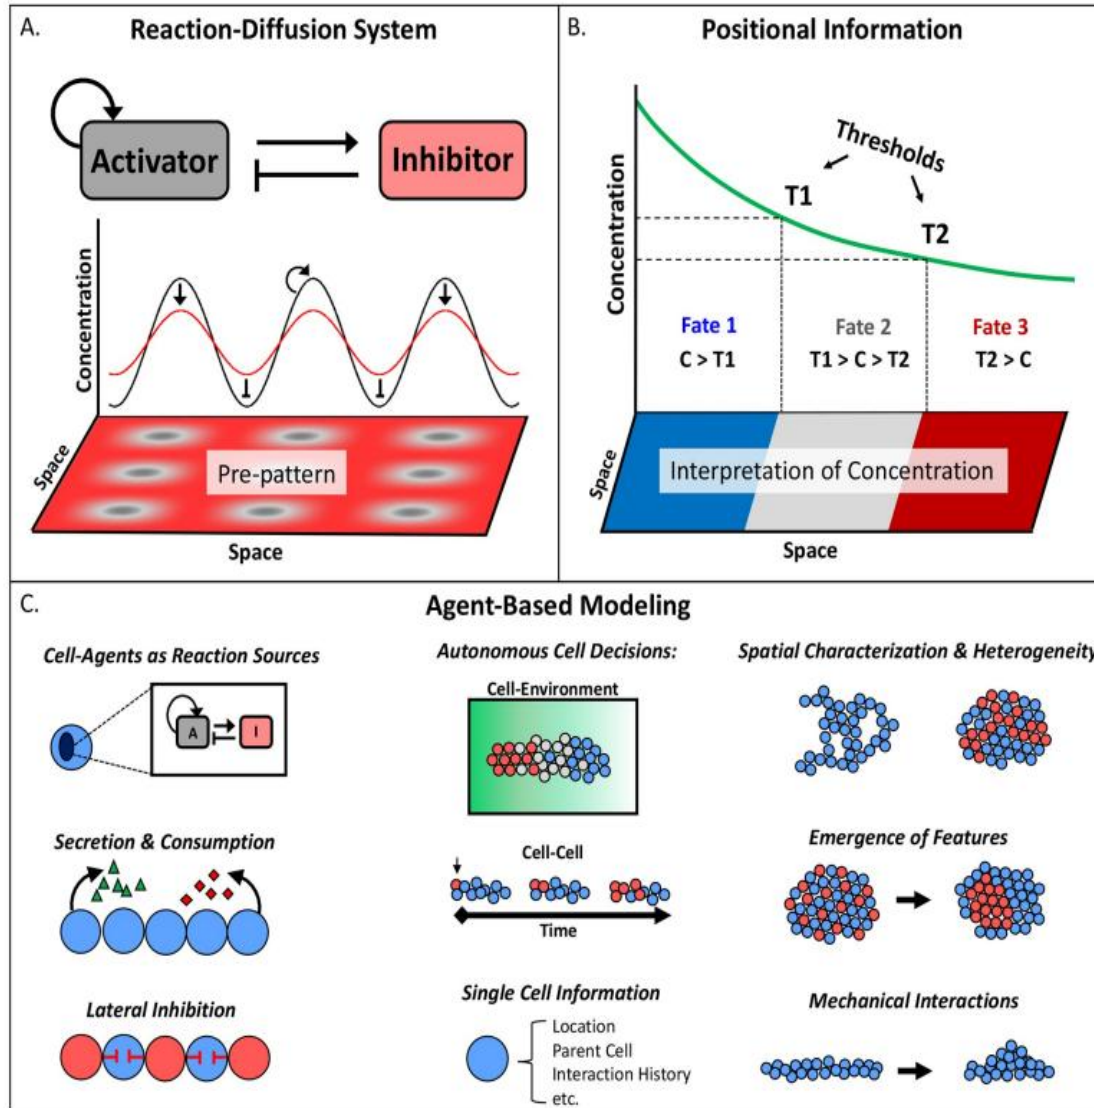 A.
Reaction-Diffusion System
Activator
Inhibitor
Concentration
Pre-pattern
Space
Space
B.
Positional Information
Concentration
Thresholds
T1
T2
Fate 1
Fate 2
Fate 3
C > T1
T1 > C > T2
T2 > C
Interpretation of Concentration
Space
Space
C.
Agent-Based Modeling
Cell-Agents as Reaction Sources
A
I
Secretion & Consumption
Lateral Inhibition
Autonomous Cell Decisions:
Cell-Environment
Cell-Cell
Time
Single Cell Information
Location
Parent Cell
Interaction History
etc.
Spatial Characterization & Heterogeneity
Emergence of Features
Mechanical Interactions